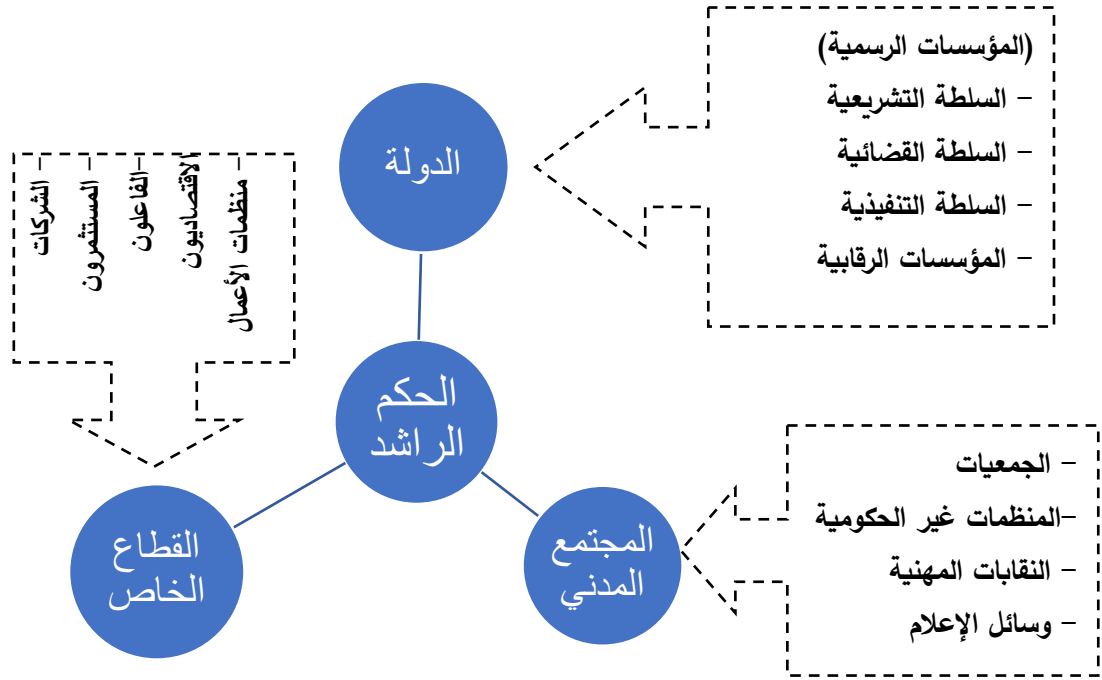 (المؤسسات الرسمية)
- السلطة التشريعية
- السلطة القضائية
- السلطة التنفيذية
- المؤسسات الرقابية
الدولة
- الشركات
- المستثمرون
- الفاعلون
الاقتصاديون
- منظمات الأعمال
الحكم
الراشد
القطاع
الخاص
المجتمع
المدني
- الجمعيات
-المنظمات غير الحكومية
- النقابات المهنية
- وسائل الإعلام